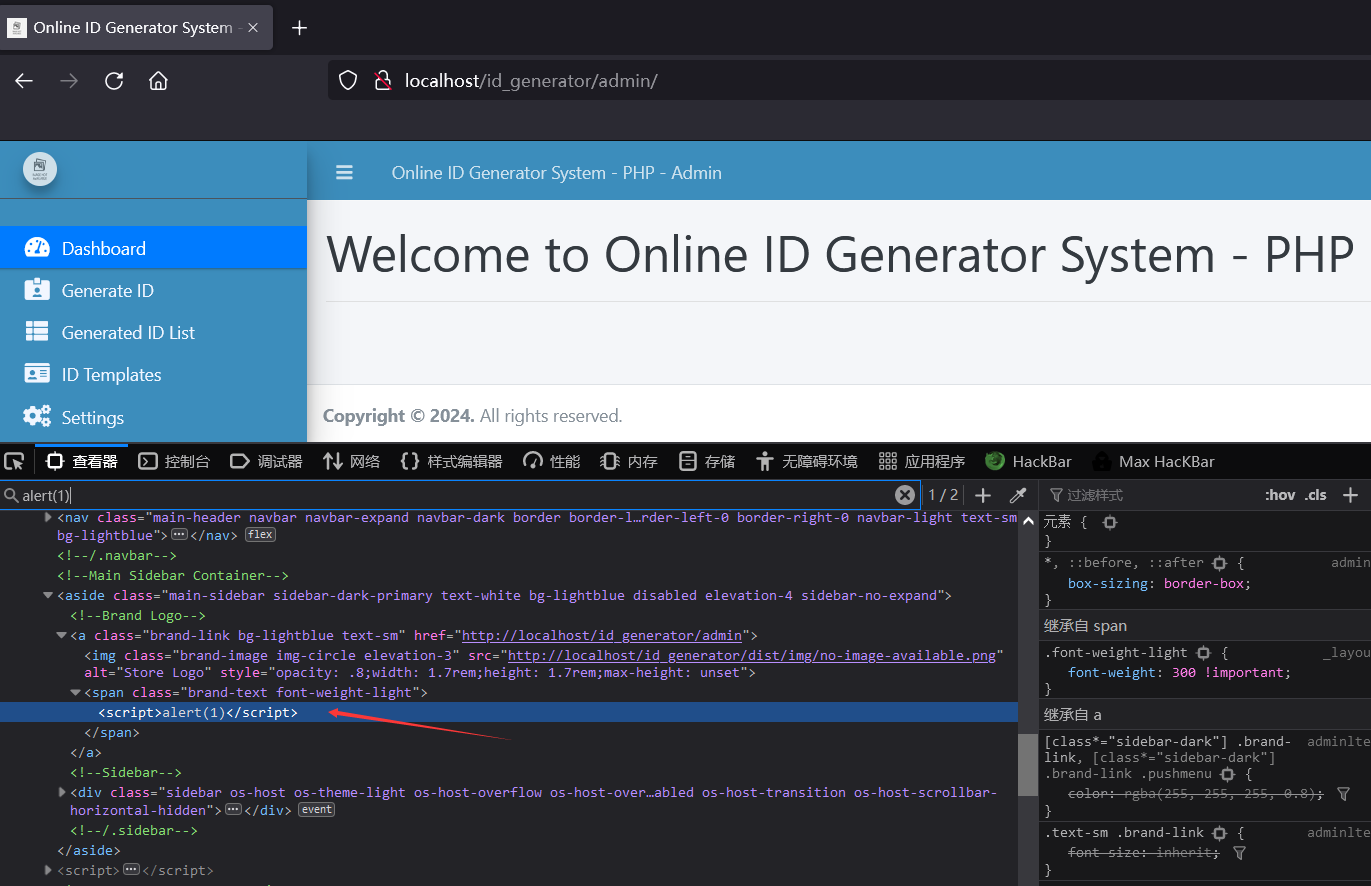 Online ID Generator System -
localhost/id_generator/admin/
Online ID Generator System - PHP - Admin
Dashboard
Generate ID
Generated ID List
ID Templates
Settings
Welcome to Online ID Generator System - PHP
Copyright © 2024. All rights reserved.
查看器 控制台 调试器 网络 样式编辑器 性能 内存 存储 无障碍环境 应用程序 HackBar Max HacKBar
alert(1) 1 / 2
<nav class="main-header navbar navbar-expand navbar-dark border border-l…rder-left-0 border-right-0 navbar-light text-sm
bg-lightblue"> ••• </nav> flex
<!--/.navbar-->
<!--Main Sidebar Container-->
<aside class="main-sidebar sidebar-dark-primary text-white bg-lightblue disabled elevation-4 sidebar-no-expand">
<!--Brand Logo-->
<a class="brand-link bg-lightblue text-sm" href="http://localhost/id_generator/admin">
<img class="brand-image img-circle elevation-3" src="http://localhost/id_generator/dist/img/no-image-available.png"
alt="Store Logo" style="opacity: .8;width: 1.7rem;height: 1.7rem;max-height: unset">
<span class="brand-text font-weight-light">
<script>alert(1)</script>
</span>
</a>
<!--Sidebar-->
<div class="sidebar os-host os-theme-light os-host-overflow os-host-over…abled os-host-transition os-host-scrollbar-
horizontal-hidden"> ••• </div> event
<!--/.sidebar-->
</aside>
<script> ••• </script>
过滤样式 :hov .cls
元素 {
}
*, ::before, ::after { admin
box-sizing: border-box;
}
继承自 span
.font-weight-light { _layou
font-weight: 300 !important;
}
继承自 a
[class*="sidebar-dark"] .brand- adminlte
link, [class*="sidebar-dark"]
.brand-link .pushmenu {
color: rgba(255, 255, 255, 0.8);
}
.text-sm .brand-link { adminlte
font-size: inherit;
}